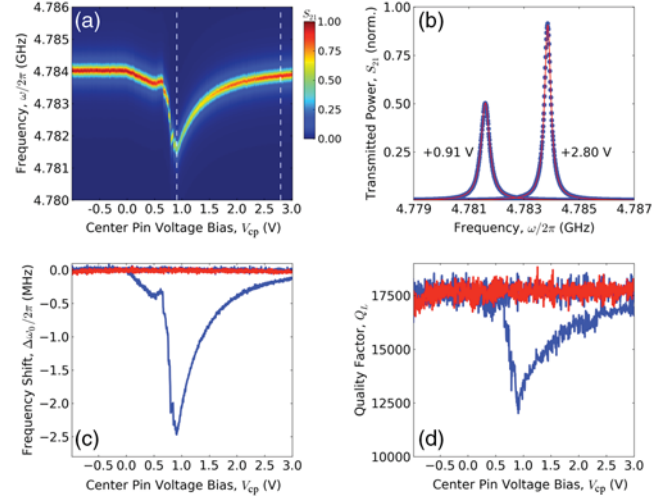 (a)
S21
4.786
4.785
4.784
4.783
4.782
4.781
4.780
Frequency, ω/2π (GHz)
-0.5 0.0 0.5 1.0 1.5 2.0 2.5 3.0
Center Pin Voltage Bias, Vcp (V)
1.00
0.75
0.50
0.25
0.00
(b)
1.00
0.75
0.50
0.25
Transmitted Power, S21 (norm.)
+0.91 V
+2.80 V
4.779 4.781 4.783 4.785 4.787
Frequency, ω/2π (GHz)
(c)
0.0
−0.5
−1.0
−1.5
−2.0
−2.5
Frequency Shift, Δω0/2π (MHz)
-0.5 0.0 0.5 1.0 1.5 2.0 2.5 3.0
Center Pin Voltage Bias, Vcp (V)
(d)
17500
15000
12500
10000
Quality Factor, QL
-0.5 0.0 0.5 1.0 1.5 2.0 2.5 3.0
Center Pin Voltage Bias, Vcp (V)